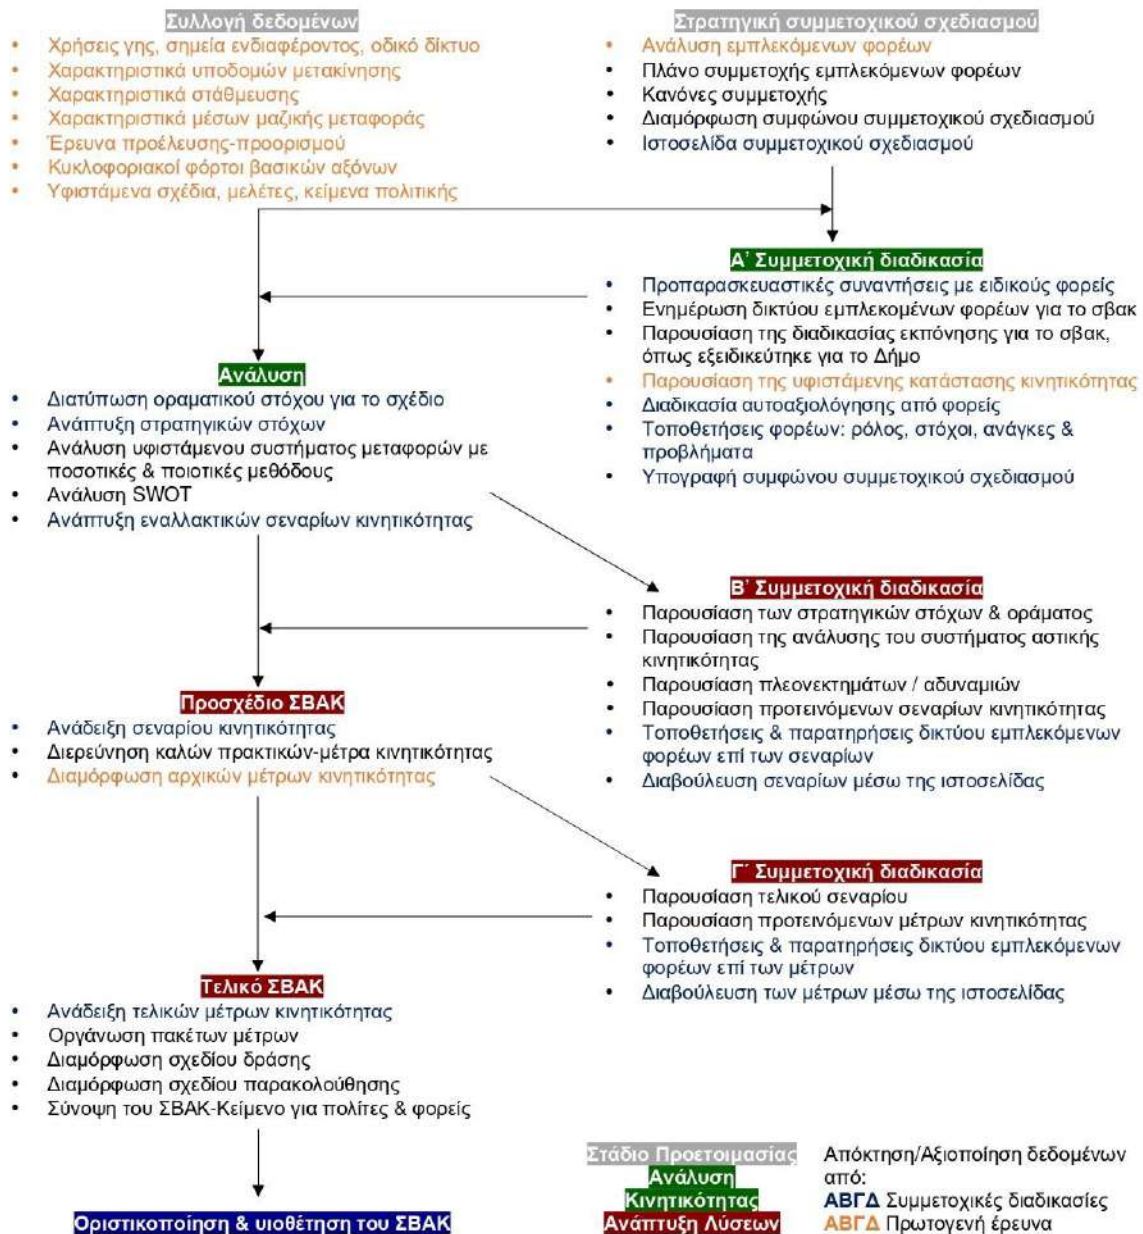 Συλλογή δεδομένων
• Χρήσεις γης, σημεία ενδιαφέροντος, οδικό δίκτυο
• Χαρακτηριστικά υποδομών μετακίνησης
• Χαρακτηριστικά στάθμευσης
• Χαρακτηριστικά μέσων μαζικής μεταφοράς
• Έρευνα προέλευσης-προορισμού
• Κυκλοφοριακοί φόρτοι βασικών αξόνων
• Υφιστάμενα σχέδια, μελέτες, κείμενα πολιτικής
Στρατηγική συμμετοχικού σχεδιασμού
• Ανάλυση εμπλεκόμενων φορέων
• Πλάνο συμμετοχής εμπλεκόμενων φορέων
• Κανόνες συμμετοχής
• Διαμόρφωση συμφώνου συμμετοχικού σχεδιασμού
• Ιστοσελίδα συμμετοχικού σχεδιασμού
Α’ Συμμετοχική διαδικασία
• Προπαρασκευαστικές συναντήσεις με ειδικούς φορείς
• Ενημέρωση δικτύου εμπλεκομένων φορέων για το σβακ
• Παρουσίαση της διαδικασίας εκπόνησης για το σβακ,
όπως εξειδικεύτηκε για το Δήμο
• Παρουσίαση της υφιστάμενης κατάστασης κινητικότητας
• Διαδικασία αυτοαξιολόγησης από φορείς
• Τοποθετήσεις φορέων: ρόλος, στόχοι, ανάγκες &
προβλήματα
• Υπογραφή συμφώνου συμμετοχικού σχεδιασμού
Ανάλυση
• Διατύπωση οραματικού στόχου για το σχέδιο
• Ανάπτυξη στρατηγικών στόχων
• Ανάλυση υφιστάμενου συστήματος μεταφορών με
ποσοτικές & ποιοτικές μεθόδους
• Ανάλυση SWOT
• Ανάπτυξη εναλλακτικών σεναρίων κινητικότητας
Β’ Συμμετοχική διαδικασία
• Παρουσίαση των στρατηγικών στόχων & οράματος
• Παρουσίαση της ανάλυσης του συστήματος αστικής
κινητικότητας
• Παρουσίαση πλεονεκτημάτων / αδυναμιών
• Παρουσίαση προτεινόμενων σεναρίων κινητικότητας
• Τοποθετήσεις & παρατηρήσεις δικτύου εμπλεκόμενων
φορέων επί των σεναρίων
• Διαβούλευση σεναρίων μέσω της ιστοσελίδας
Προσχέδιο ΣΒΑΚ
• Ανάδειξη σεναρίου κινητικότητας
• Διερεύνηση καλών πρακτικών-μέτρα κινητικότητας
• Διαμόρφωση αρχικών μέτρων κινητικότητας
Γ΄ Συμμετοχική διαδικασία
• Παρουσίαση τελικού σεναρίου
• Παρουσίαση προτεινόμενων μέτρων κινητικότητας
• Τοποθετήσεις & παρατηρήσεις δικτύου εμπλεκόμενων
φορέων επί των μέτρων
• Διαβούλευση των μέτρων μέσω της ιστοσελίδας
Τελικό ΣΒΑΚ
• Ανάδειξη τελικών μέτρων κινητικότητας
• Οργάνωση πακέτων μέτρων
• Διαμόρφωση σχεδίου δράσης
• Διαμόρφωση σχεδίου παρακολούθησης
• Σύνοψη του ΣΒΑΚ-Κείμενο για πολίτες & φορείς
Οριστικοποίηση & υιοθέτηση του ΣΒΑΚ
Στάδιο Προετοιμασίας
Ανάλυση
Κινητικότητας
Ανάπτυξη Λύσεων
Απόκτηση/Αξιοποίηση δεδομένων
από:
ΑΒΓΔ Συμμετοχικές διαδικασίες
ΑΒΓΔ Πρωτογενή έρευνα